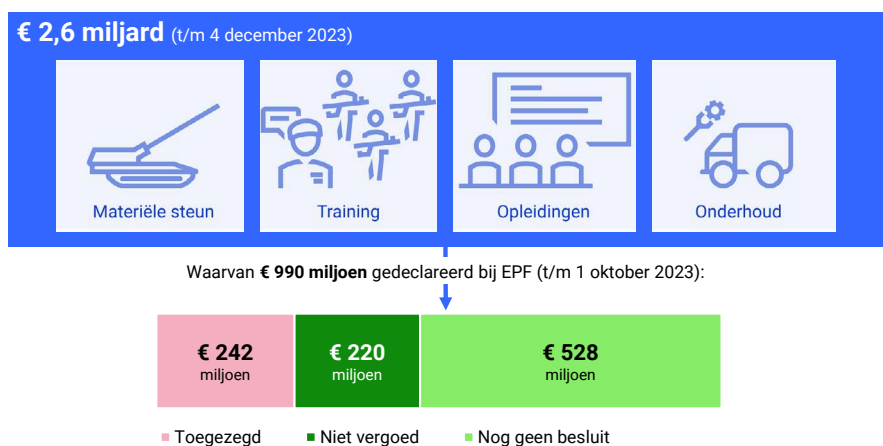 € 2,6 miljard (t/m 4 december 2023)
Materiële steun
Training
Opleidingen
Onderhoud
Waarvan € 990 miljoen gedeclareerd bij EPF (t/m 1 oktober 2023):
€ 242
miljoen
€ 220
miljoen
€ 528
miljoen
Toegezegd
Niet vergoed
Nog geen besluit